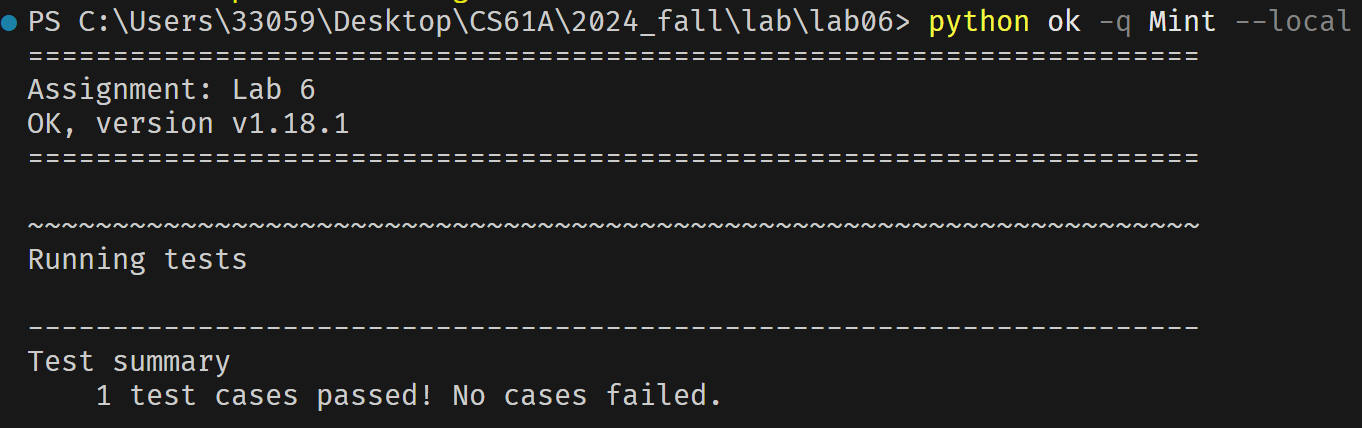 PS C:\Users\33059\Desktop\CS61A\2024_fall\lab\lab06> python ok -q Mint --local
=====================================================================
Assignment: Lab 6
OK, version v1.18.1
=====================================================================
~~~~~~~~~~~~~~~~~~~~~~~~~~~~~~~~~~~~~~~~~~~~~~~~~~~~~~~~~~~~~~~~~~~~~
Running tests
---------------------------------------------------------------------
Test summary
    1 test cases passed! No cases failed.